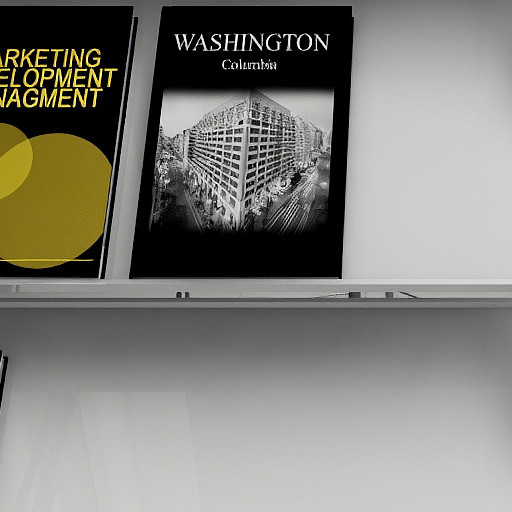 ARKETING
ELOPMENT
NAGMENT
WASHINGTON
Columbia